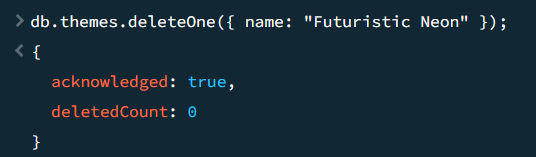 > db.themes.deleteOne({ name: "Futuristic Neon" });
< {
acknowledged: true,
deletedCount: 0
}